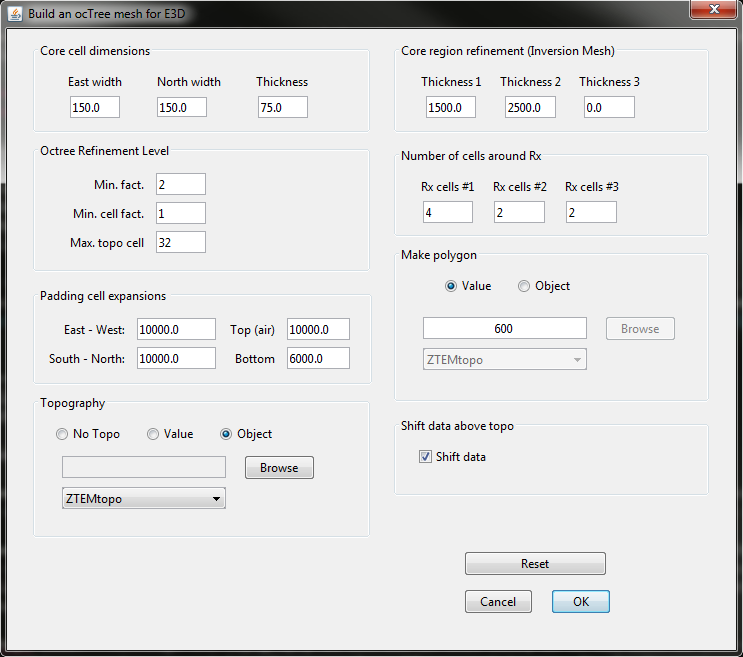 Build an ocTree mesh for E3D
Core cell dimensions
East width North width Thickness
150.0 150.0 75.0
Octree Refinement Level
Min. fact. 2
Min. cell fact. 1
Max. topo cell 32
Padding cell expansions
East - West: 10000.0 Top (air) 10000.0
South - North: 10000.0 Bottom 6000.0
Topography
No Topo Value Object
Browse
ZTEMtopo
Core region refinement (Inversion Mesh)
Thickness 1 Thickness 2 Thickness 3
1500.0 2500.0 0.0
Number of cells around Rx
Rx cells #1 Rx cells #2 Rx cells #3
4 2 2
Make polygon
Value Object
600 Browse
ZTEMtopo
Shift data above topo
Shift data
Reset
Cancel OK